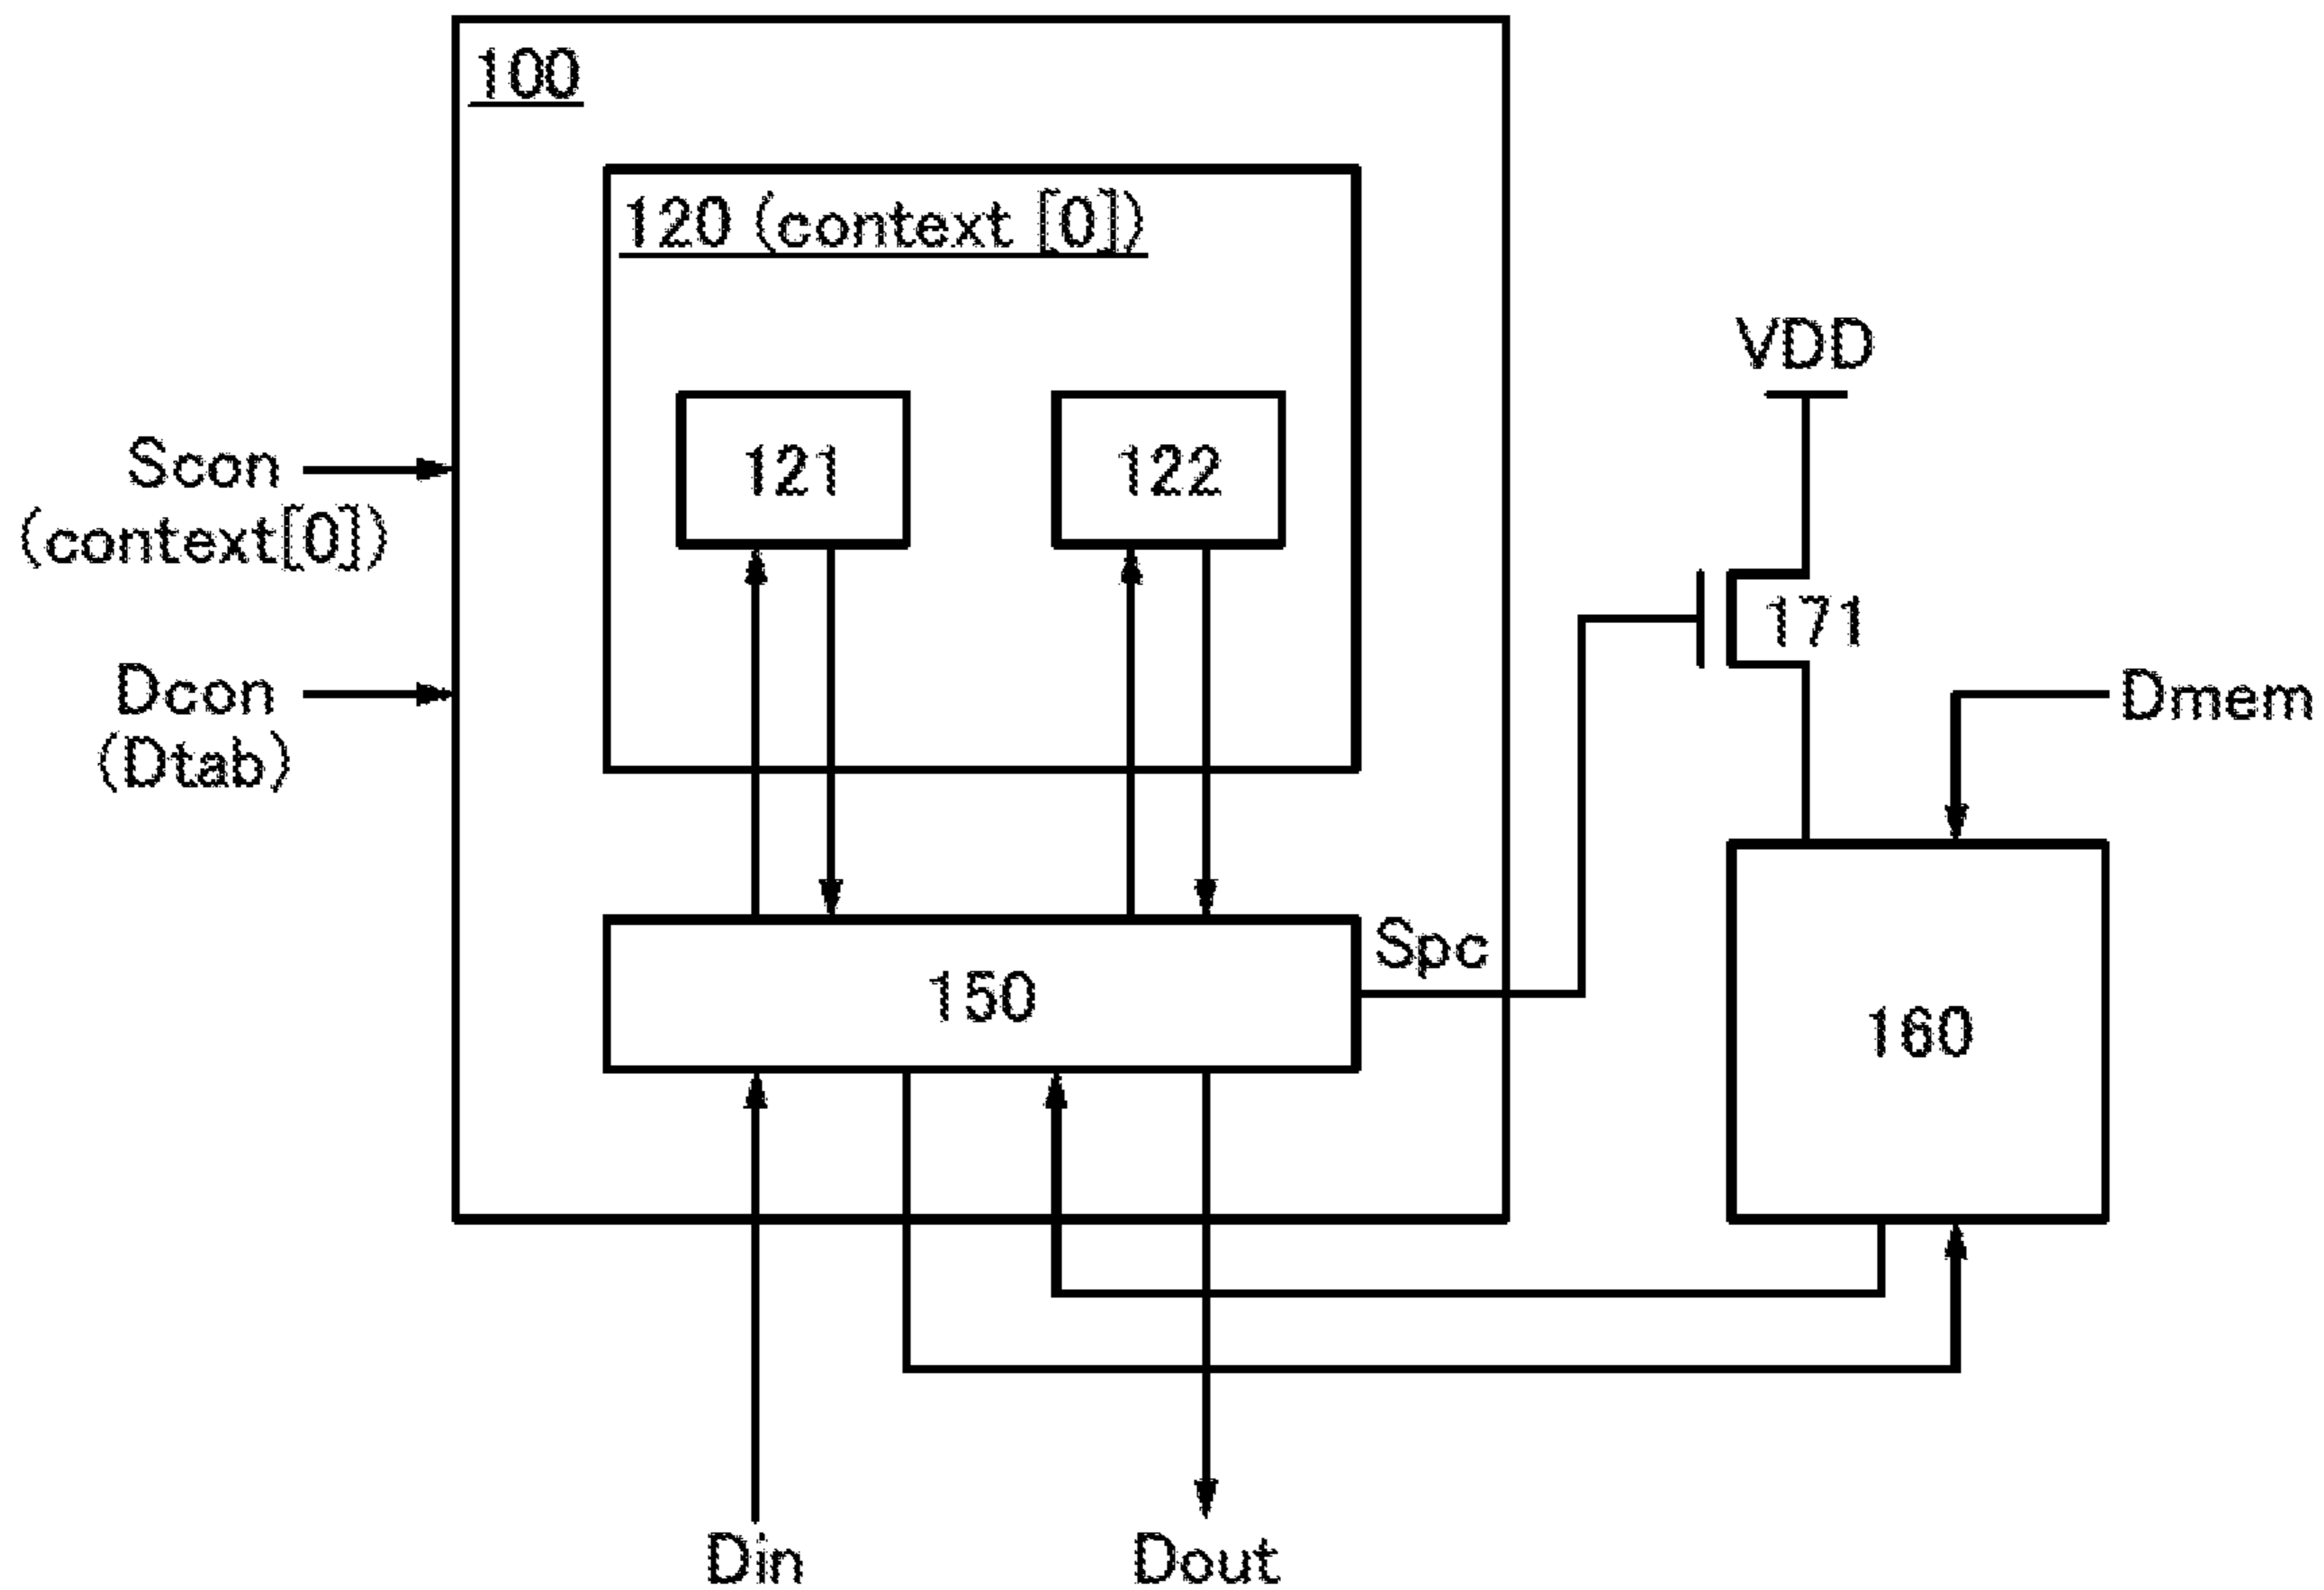 100
120 (context [0])
121
122
VDD
171
Scon
(context[0])
Dcon
(Dtab)
Dmem
Spc
150
160
Din
Dout